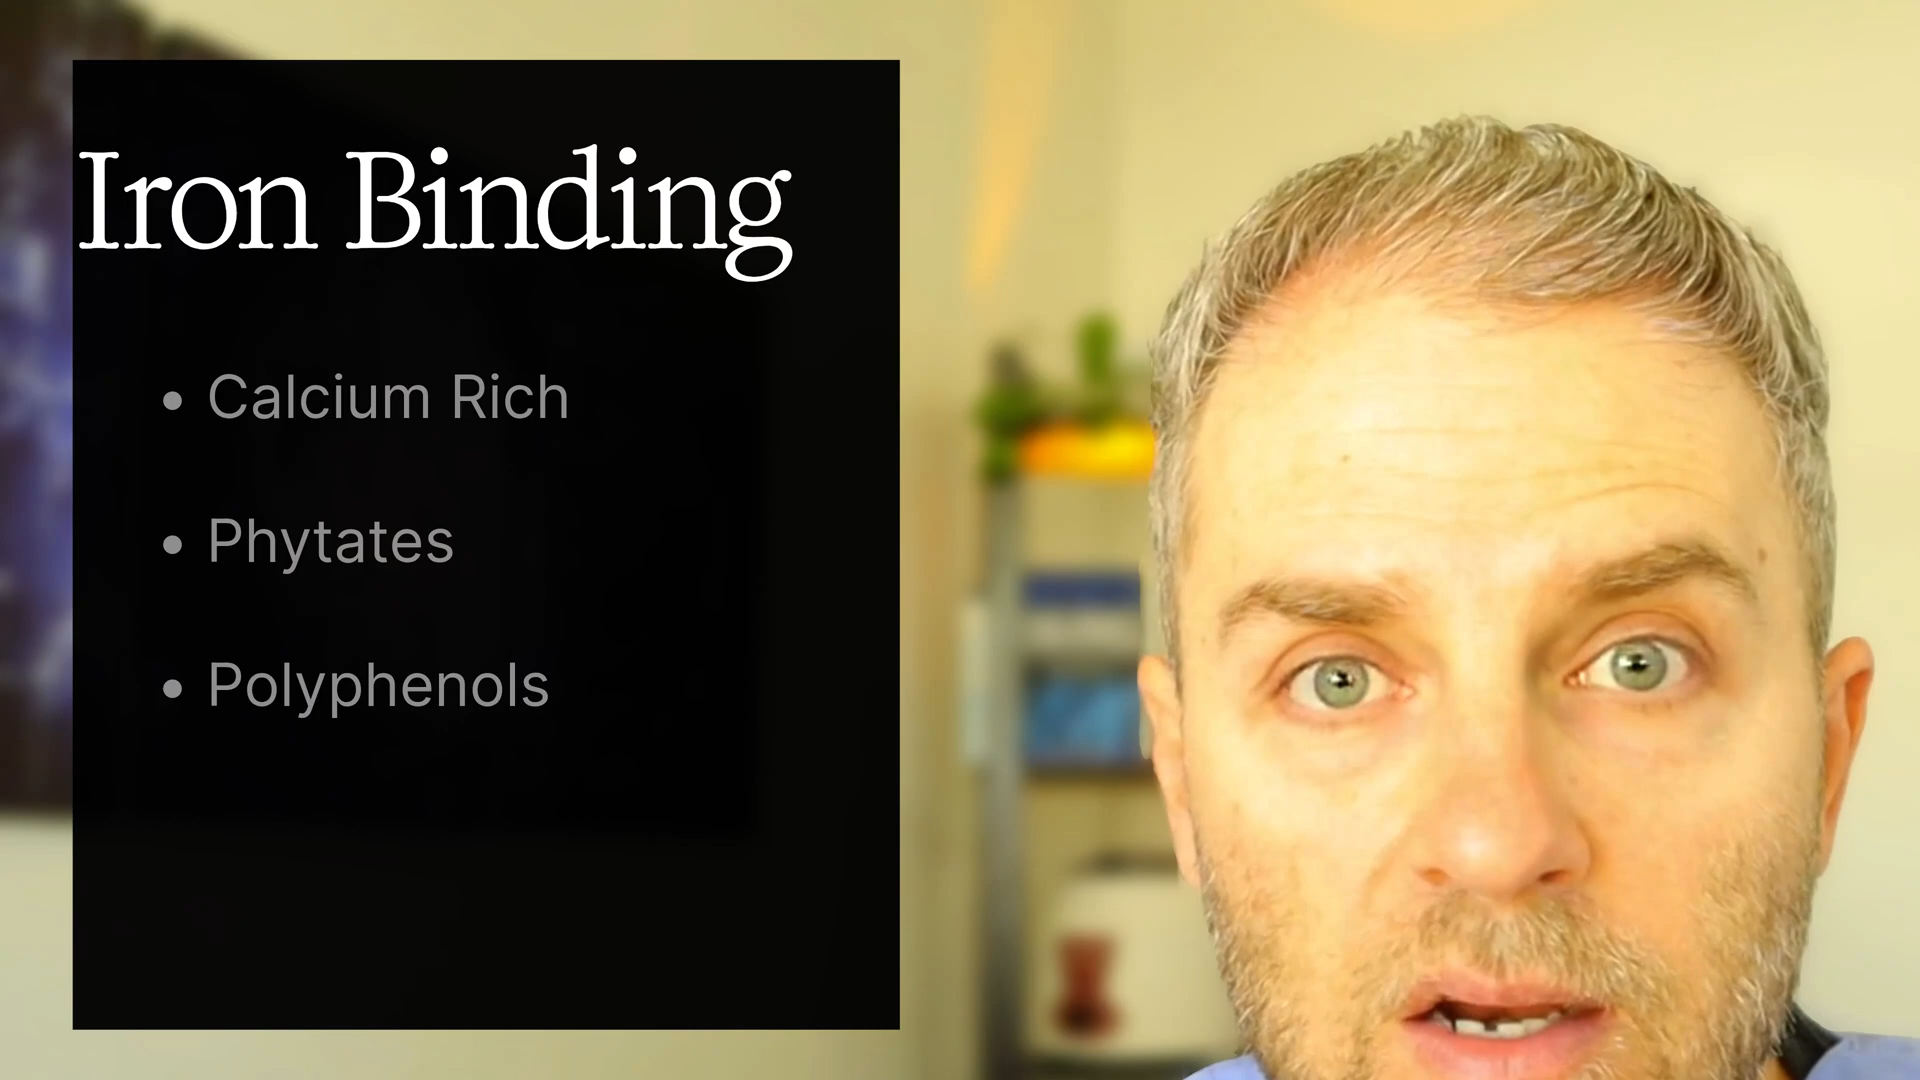 Iron Binding
• Calcium Rich
• Phytates
• Polyphenols